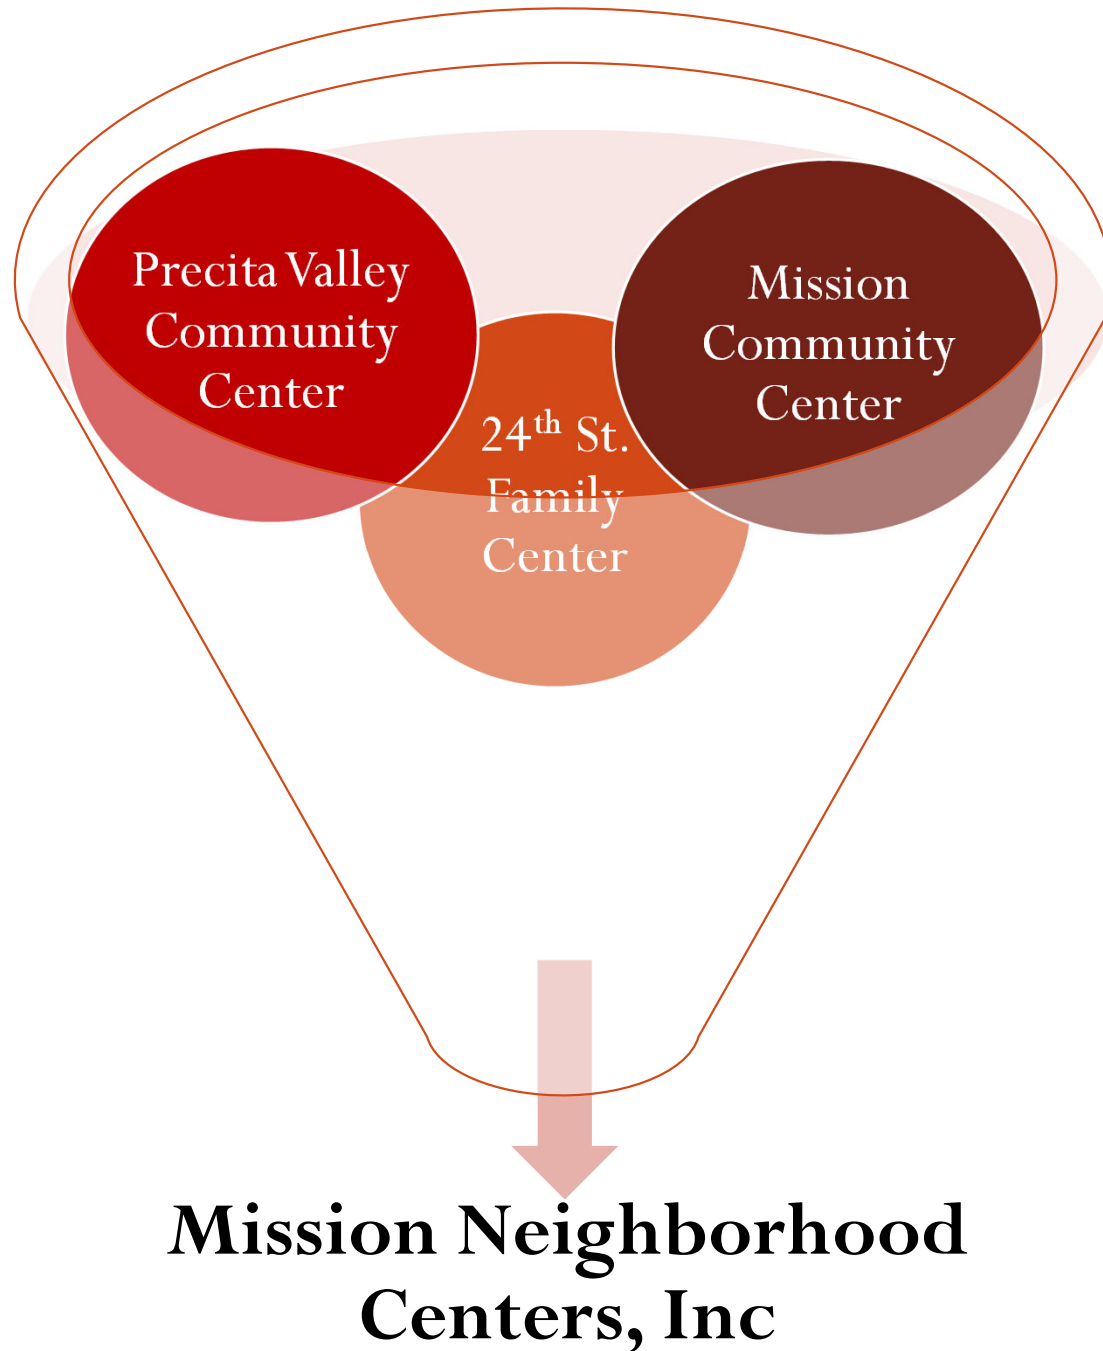 Precita Valley
Community
Center
24th St.
Family
Center
Mission
Community
Center
Mission Neighborhood
Centers, Inc